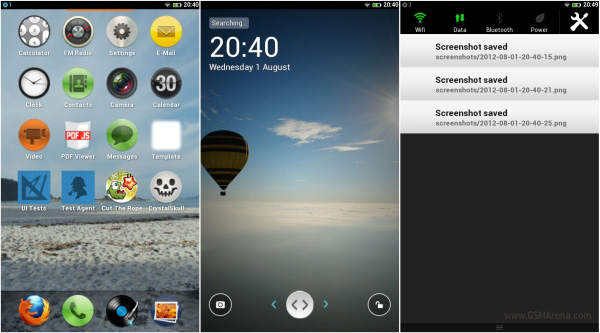 1
20:40
Calculator
FM Radio
Settings
E-Mail
30
Clock
Contacts
Camera
Calendar
PDF JS
Video
PDF Viewer
Messages
Template
UI Tests
Test Agent
Cut The Rope
CrystalSkull
20:40
Searching..
20:40
Wednesday 1 August
3
20:49
Wifi
Data
Bluetooth
Power
Screenshot saved
screenshots/2012-08-01-20-40-15.png
Screenshot saved
screenshots/2012-08-01-20-40-21.png
Screenshot saved
screenshots/2012-08-01-20-40-25.png
www.GSMArena.com